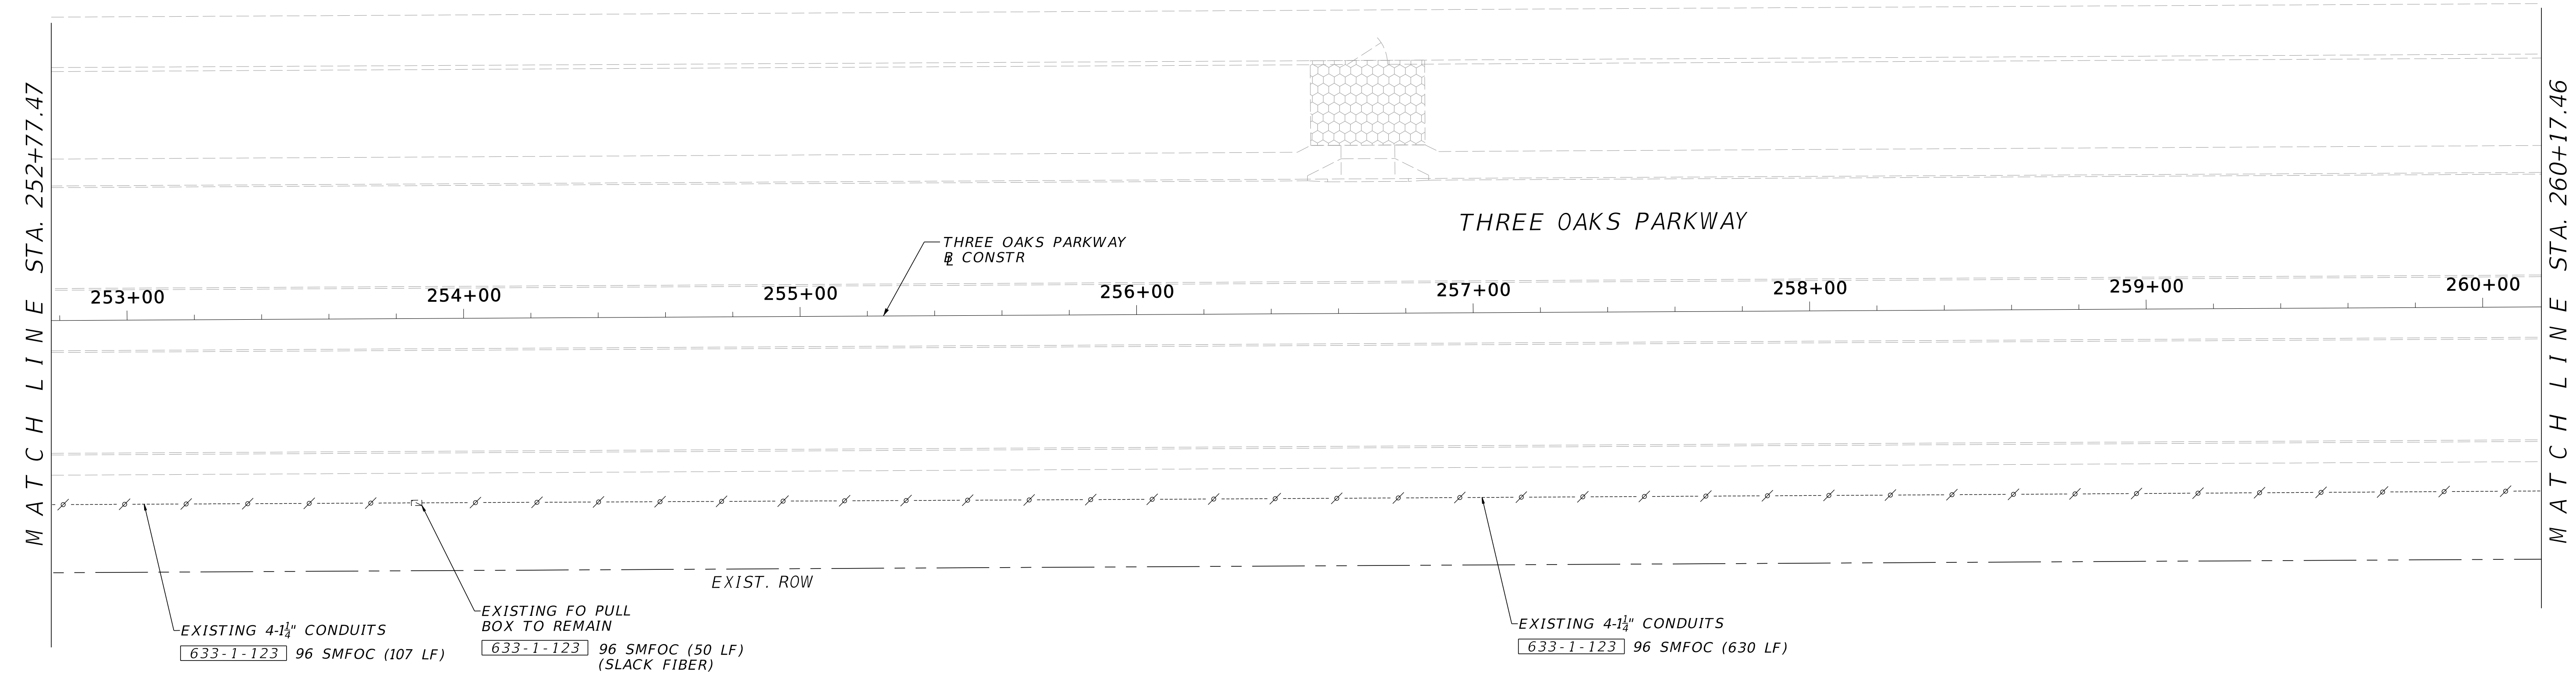 MATCH LINE STA. 252+77.47
MATCH LINE STA. 260+17.46
THREE OAKS PARKWAY
THREE OAKS PARKWAY
BL CONSTR
253+00 254+00 255+00 256+00 257+00 258+00 259+00 260+00
EXIST. ROW
EXISTING 4-1¼" CONDUITS
633-1-123 96 SMFOC (107 LF)
EXISTING FO PULL
BOX TO REMAIN
633-1-123 96 SMFOC (50 LF)
(SLACK FIBER)
EXISTING 4-1¼" CONDUITS
633-1-123 96 SMFOC (630 LF)